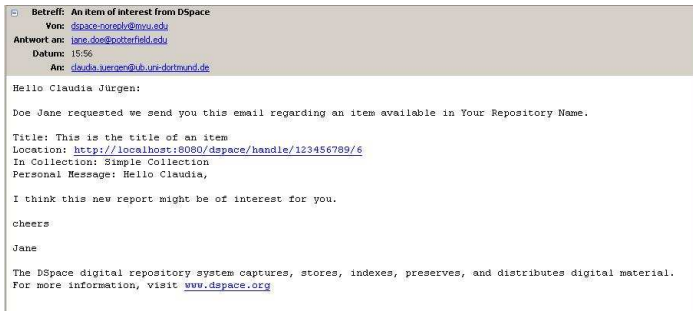 Betreff: An item of interest from DSpace
Von: dspace-noreply@myu.edu
Antwort an: jane.doe@potterfield.edu
Datum: 15:56
An: claudia.juergen@ub.uni-dortmund.de
Hello Claudia Jürgen:
Doe Jane requested we send you this email regarding an item available in Your Repository Name.
Title: This is the title of an item
Location: http://localhost:8080/dspace/handle/123456789/6
In Collection: Simple Collection
Personal Message: Hello Claudia,
I think this new report might be of interest for you.
cheers
Jane
The DSpace digital repository system captures, stores, indexes, preserves, and distributes digital material.
For more information, visit www.dspace.org